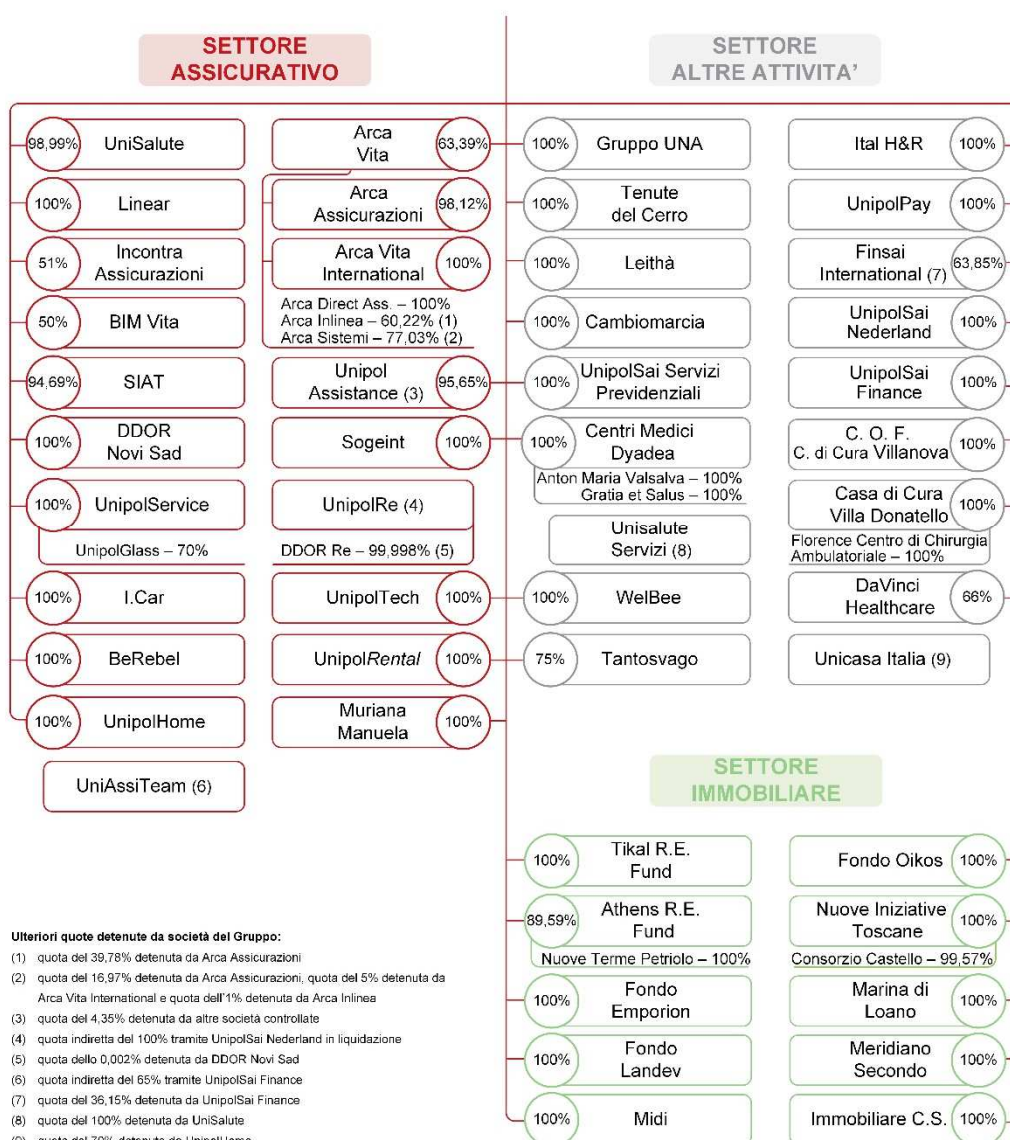 SETTORE
ASSICURATIVO
98,99%
UniSalute
Arca
Vita
63,39%
100%
Linear
Arca
Assicurazioni
98,12%
51%
Incontra
Assicurazioni
Arca Vita
International
100%
Arca Direct Ass. – 100%
Arca Inlinea – 60,22% (1)
Arca Sistemi – 77,03% (2)
50%
BIM Vita
94,69%
SIAT
Unipol
Assistance (3)
95,65%
100%
DDOR
Novi Sad
Sogeint
100%
100%
UnipolService
UnipolRe (4)
UnipolGlass – 70%
DDOR Re – 99,998% (5)
100%
I.Car
UnipolTech
100%
100%
BeRebel
UnipolRental
100%
100%
UnipolHome
Muriana
Manuela
100%
UniAssiTeam (6)
SETTORE
ALTRE ATTIVITA'
100%
Gruppo UNA
Ital H&R
100%
100%
Tenute
del Cerro
UnipolPay
100%
100%
Leithà
Finsai
International (7)
63,85%
100%
Cambiomarcia
UnipolSai
Nederland
100%
100%
UnipolSai Servizi
Previdenziali
UnipolSai
Finance
100%
100%
Centri Medici
Dyadea
C. O. F.
C. di Cura Villanova
100%
Anton Maria Valsalva – 100%
Gratia et Salus – 100%
Casa di Cura
Villa Donatello
100%
Unisalute
Servizi (8)
Florence Centro di Chirurgia
Ambulatoriale – 100%
100%
WelBee
DaVinci
Healthcare
66%
75%
Tantosvago
Unicasa Italia (9)
SETTORE
IMMOBILIARE
100%
Tikal R.E.
Fund
Fondo Oikos
100%
89,59%
Athens R.E.
Fund
Nuove Iniziative
Toscane
100%
Nuove Terme Petriolo – 100%
Consorzio Castello – 99,57%
100%
Fondo
Emporion
Marina di
Loano
100%
100%
Fondo
Landev
Meridiano
Secondo
100%
100%
Midi
Immobiliare C.S.
100%
Ulteriori quote detenute da società del Gruppo:
(1) quota del 39,78% detenuta da Arca Assicurazioni
(2) quota del 16,97% detenuta da Arca Assicurazioni, quota del 5% detenuta da
Arca Vita International e quota dell'1% detenuta da Arca Inlinea
(3) quota del 4,35% detenuta da altre società controllate
(4) quota indiretta del 100% tramite UnipolSai Nederland in liquidazione
(5) quota dello 0,002% detenuta da DDOR Novi Sad
(6) quota indiretta del 65% tramite UnipolSai Finance
(7) quota del 36,15% detenuta da UnipolSai Finance
(8) quota del 100% detenuta da UniSalute
(9) quota del 70% detenuta da UnipolHome